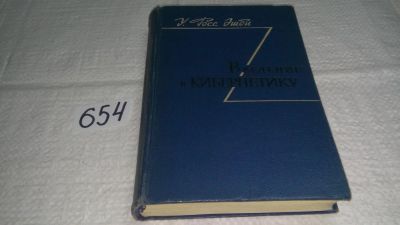 У. Росс Эшби
Введение
в КИБЕРНЕТИКУ
654